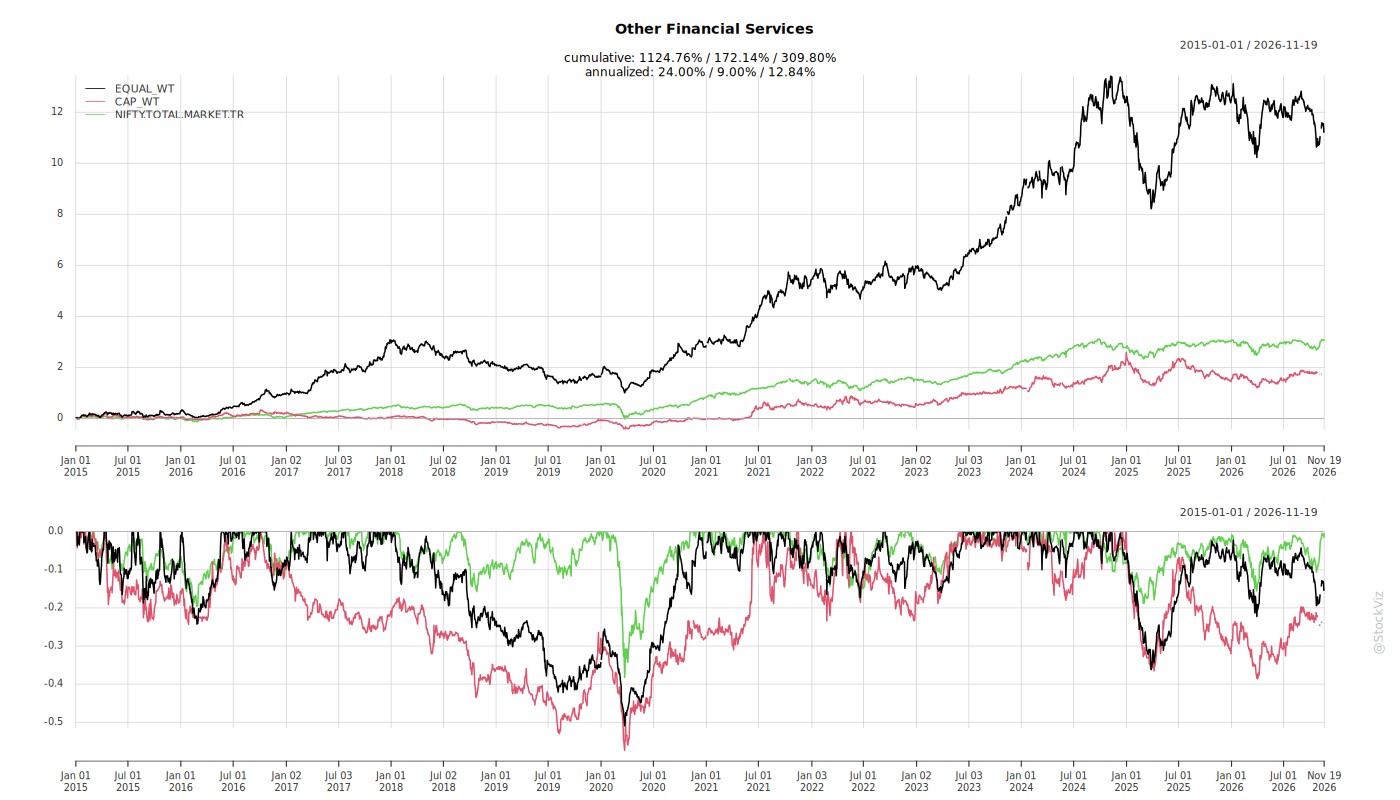 Other Financial Services
2015-01-01 / 2026-11-19
cumulative: 1124.76% / 172.14% / 309.80%
annualized: 24.00% / 9.00% / 12.84%
EQUAL_WT
CAP_WT
NIFTY.TOTAL.MARKET.TR
12
10
8
6
4
2
0
Jan 01 Jul 01 Jan 01 Jul 01 Jan 02 Jul 03 Jan 01 Jul 02 Jan 01 Jul 01 Jan 01 Jul 01 Jan 01 Jul 01 Jan 03 Jul 01 Jan 02 Jul 03 Jan 01 Jul 01 Jan 01 Jul 01 Jan 01 Jul 01 Nov 19
2015 2015 2016 2016 2017 2017 2018 2018 2019 2019 2020 2020 2021 2021 2022 2022 2023 2023 2024 2024 2025 2025 2026 2026 2026
2015-01-01 / 2026-11-19
0.0
-0.1
-0.2
-0.3
-0.4
-0.5
Jan 01 Jul 01 Jan 01 Jul 01 Jan 02 Jul 03 Jan 01 Jul 02 Jan 01 Jul 01 Jan 01 Jul 01 Jan 01 Jul 01 Jan 03 Jul 01 Jan 02 Jul 03 Jan 01 Jul 01 Jan 01 Jul 01 Jan 01 Jul 01 Nov 19
2015 2015 2016 2016 2017 2017 2018 2018 2019 2019 2020 2020 2021 2021 2022 2022 2023 2023 2024 2024 2025 2025 2026 2026 2026
@StockViz